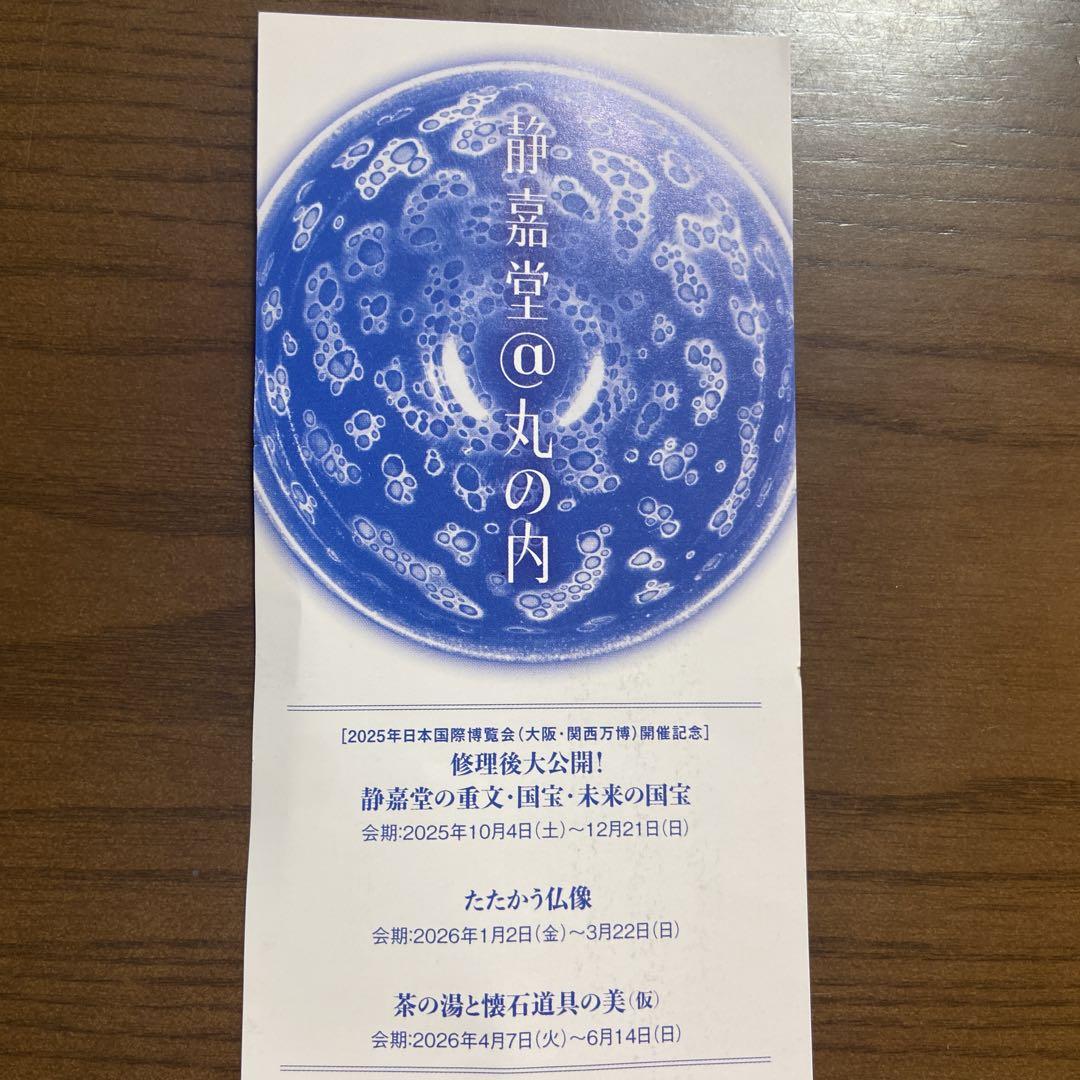 静嘉堂@丸の内
[2025年日本国際博覧会(大阪・関西万博)開催記念]
修理後大公開!
静嘉堂の重文・国宝・未来の国宝
会期:2025年10月4日(土)～12月21日(日)
たたかう仏像
会期:2026年1月2日(金)～3月22日(日)
茶の湯と懐石道具の美(仮)
会期:2026年4月7日(火)～6月14日(日)